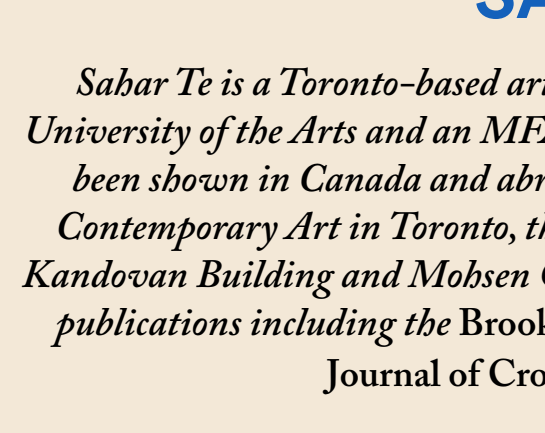 Sahar Te is a Toronto-based
University of the Arts and an
been shown in Canada and
Contemporary Art in Toronto,
Kandovan Building and Mohsen
publications including the
Journal of